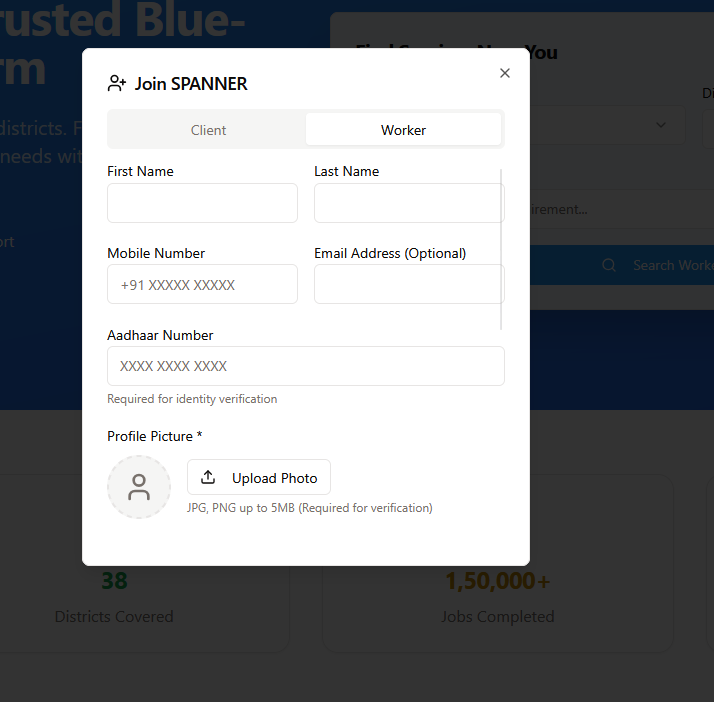 rusted Blue-
rm
districts. F
needs wit
ort
Find Services Near You
Di
irement...
Search Worke
Join SPANNER
Client
Worker
First Name
Last Name
Mobile Number
Email Address (Optional)
+91 XXXXX XXXXX
Aadhaar Number
XXXX XXXX XXXX
Required for identity verification
Profile Picture *
Upload Photo
JPG, PNG up to 5MB (Required for verification)
38
1,50,000+
Districts Covered
Jobs Completed